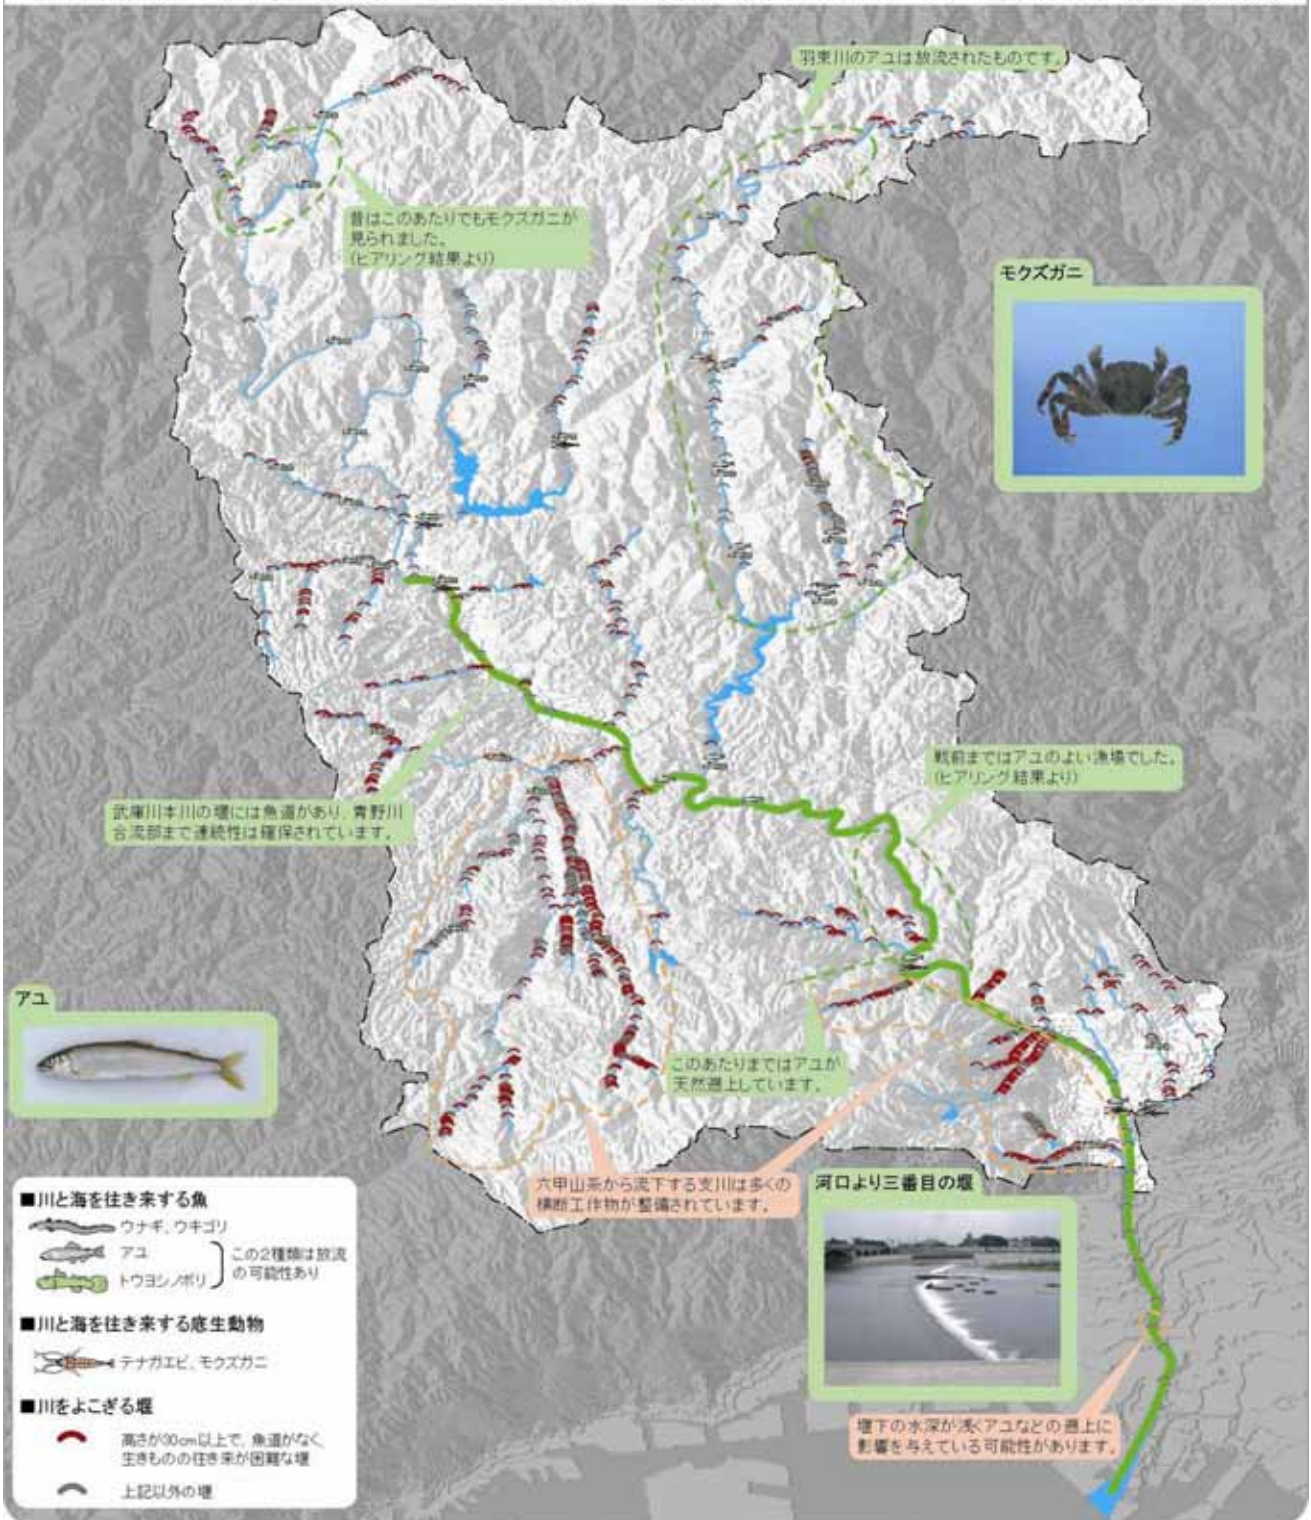 羽束川のアユは放流されたものです。
昔はこのあたりでもモクズガニが
見られました。
(ヒアリング結果より)
モクズガニ
戦前まではアユのよい漁場でした。
(ヒアリング結果より)
武庫川本川の堰には魚道があり、青野川
合流部まで連続性は確保されています。
アユ
このあたりまではアユが
天然遡上しています。
六甲山系から流下する支川は多くの
横断工作物が整備されています。
河口より三番目の堰
堰下の水深が浅くアユなどの遡上に
影響を与えている可能性があります。
■川と海を往き来する魚
ウナギ、ウキゴリ
アユ
トウヨシノボリ
この2種類は放流
の可能性あり
■川と海を往き来する底生動物
テナガエビ、モクズガニ
■川をよこぎる堰
高さが30cm以上で、魚道がなく、
生きものの往き来が困難な堰
上記以外の堰